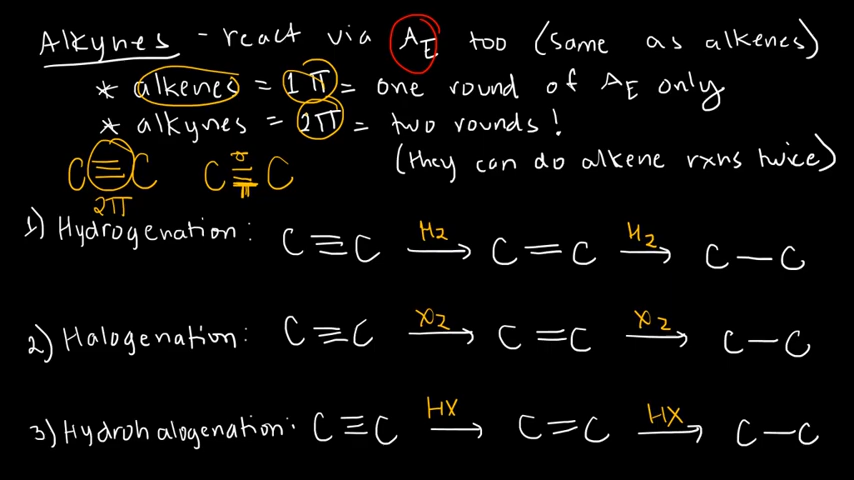 Alkynes - react via AE too (same as alkenes)
* alkenes = 1 π = one round of AE only
* alkynes = 2π = two rounds!
(they can do alkene rxns twice)
C≡C C=C
σ
π
2π
1) Hydrogenation: C≡C H2 → C=C H2 → C-C
2) Halogenation: C≡C X2 → C=C X2 → C-C
3) Hydrohalogenation: C≡C HX → C=C HX → C-C